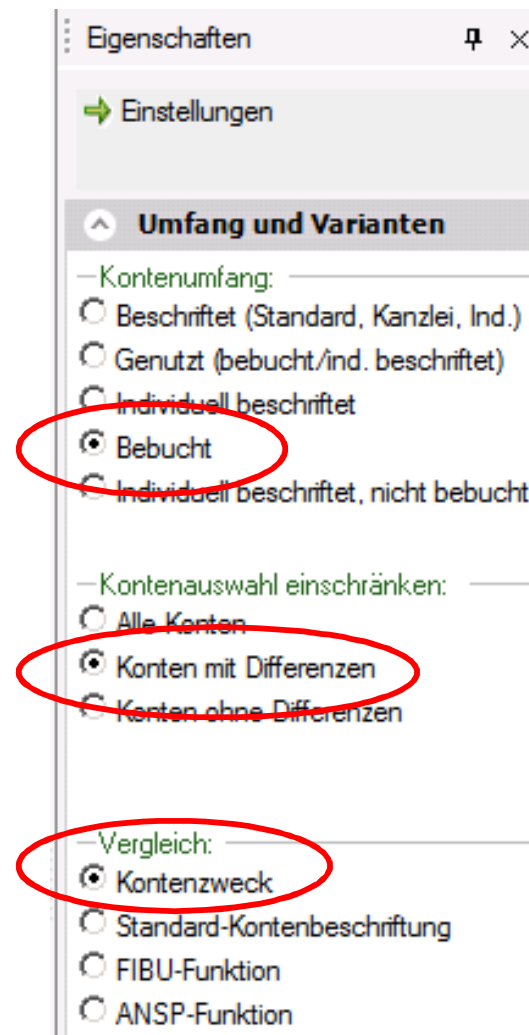 Eigenschaften
Einstellungen
Umfang und Varianten
Kontenumfang:
Beschriftet (Standard, Kanzlei, Ind.)
Genutzt (bebucht/ind. beschriftet)
Individuell beschriftet
Bebucht
Individuell beschriftet, nicht bebucht
Kontenauswahl einschränken:
Alle Konten
Konten mit Differenzen
Konten ohne Differenzen
Vergleich:
Kontenzweck
Standard-Kontenbeschriftung
FIBU-Funktion
ANSP-Funktion